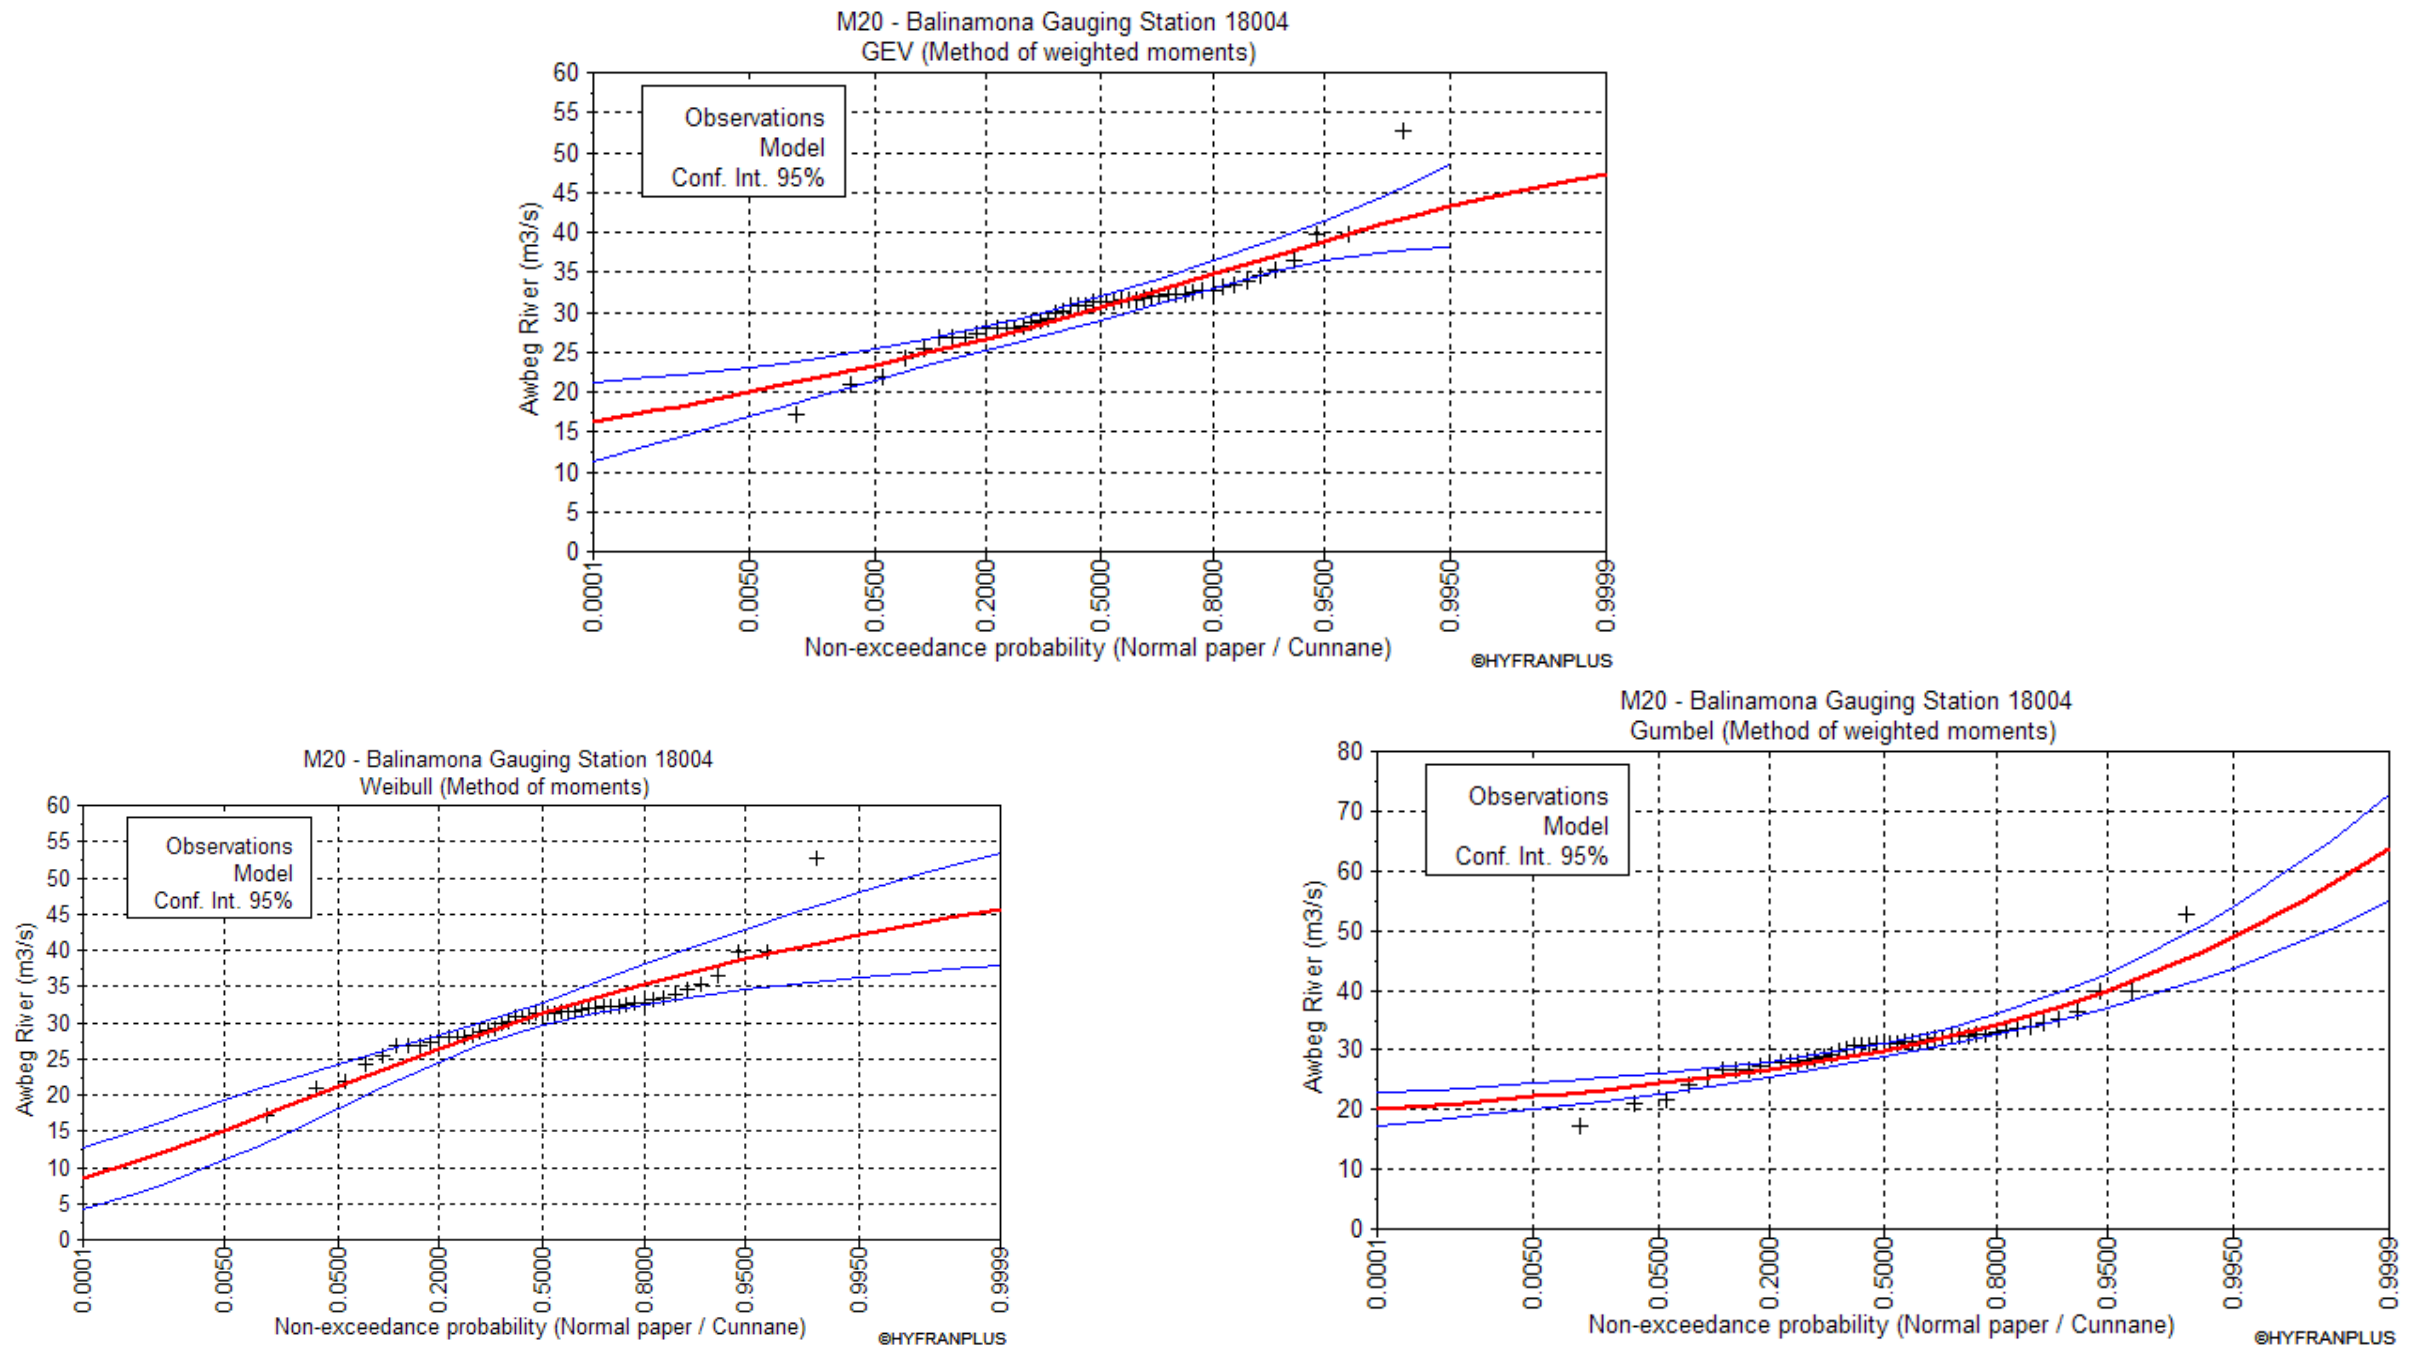 M20 - Balinamona Gauging Station 18004
GEV (Method of weighted moments)
60
55
50
45
40
35
30
25
20
15
10
5
0
Awbeg River (m3/s)
Observations
Model
Conf. Int. 95%
0.0001
0.0050
0.0500
0.2000
0.5000
0.8000
0.9500
0.9950
0.9999
Non-exceedance probability (Normal paper / Cunnane)
©HYFRANPLUS
M20 - Balinamona Gauging Station 18004
Weibull (Method of moments)
60
55
50
45
40
35
30
25
20
15
10
5
0
Awbeg River (m3/s)
Observations
Model
Conf. Int. 95%
0.0001
0.0050
0.0500
0.2000
0.5000
0.8000
0.9500
0.9950
0.9999
Non-exceedance probability (Normal paper / Cunnane)
©HYFRANPLUS
M20 - Balinamona Gauging Station 18004
Gumbel (Method of weighted moments)
80
70
60
50
40
30
20
10
0
Awbeg River (m3/s)
Observations
Model
Conf. Int. 95%
0.0001
0.0050
0.0500
0.2000
0.5000
0.8000
0.9500
0.9950
0.9999
Non-exceedance probability (Normal paper / Cunnane)
©HYFRANPLUS